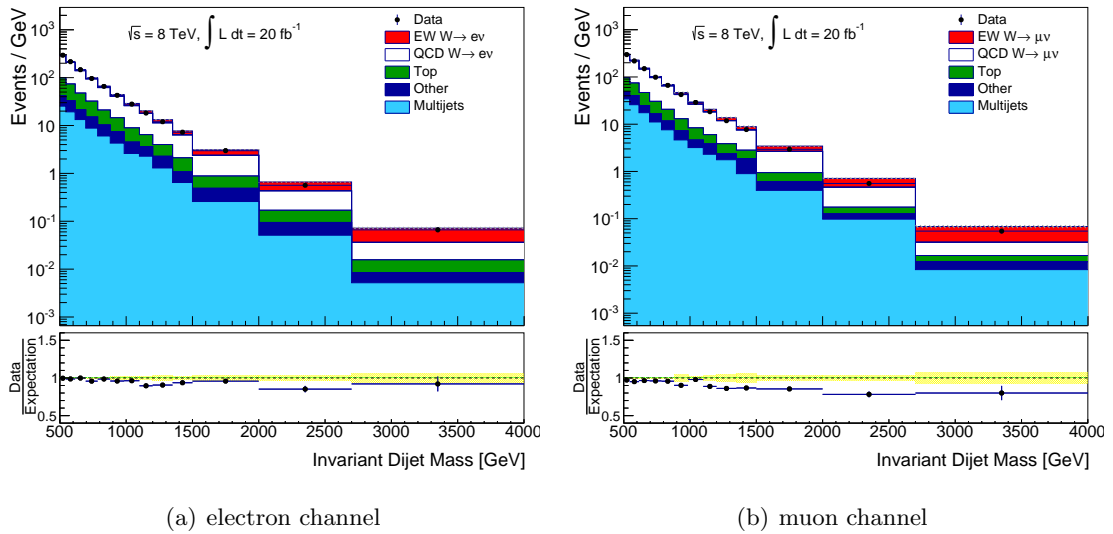 Events / GeV
10³
10²
10
1
10⁻¹
10⁻²
10⁻³
√s = 8 TeV, ∫ L dt = 20 fb⁻¹
Data
EW W→ eν
QCD W→ eν
Top
Other
Multijets
Data
Expectation
1.5
1
0.5
500 1000 1500 2000 2500 3000 3500 4000
Invariant Dijet Mass [GeV]
(a) electron channel
Events / GeV
10³
10²
10
1
10⁻¹
10⁻²
10⁻³
√s = 8 TeV, ∫ L dt = 20 fb⁻¹
Data
EW W→ μν
QCD W→ μν
Top
Other
Multijets
Data
Expectation
1.5
1
0.5
500 1000 1500 2000 2500 3000 3500 4000
Invariant Dijet Mass [GeV]
(b) muon channel